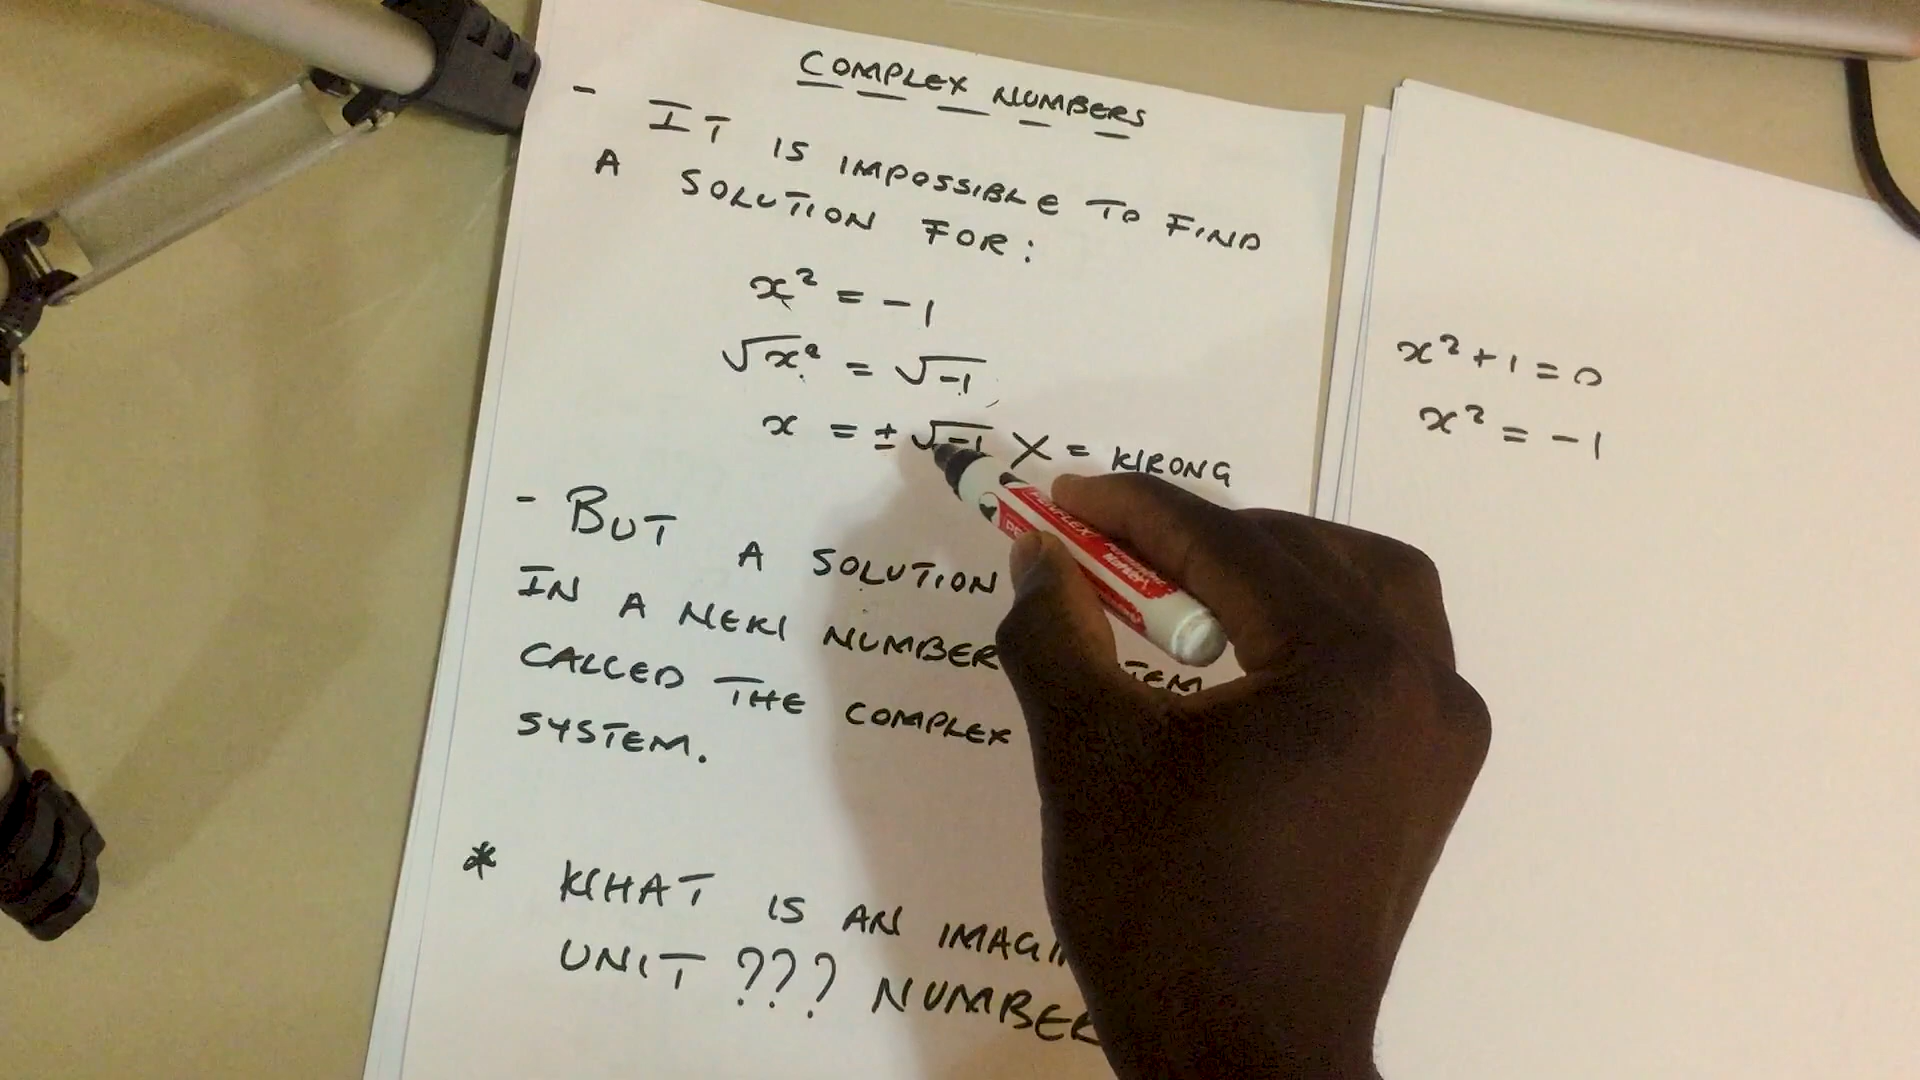 COMPLEX NUMBERS
- IT IS IMPOSSIBLE TO FIND
A SOLUTION FOR:
x² = -1
√x² = √-1
x = ± √-1 X = WRONG
- BUT A SOLUTION
IN A NEW NUMBER
CALLED THE COMPLEX
SYSTEM.
* WHAT IS AN
UNIT ??? NUMBER
x² + 1 = 0
x² = -1